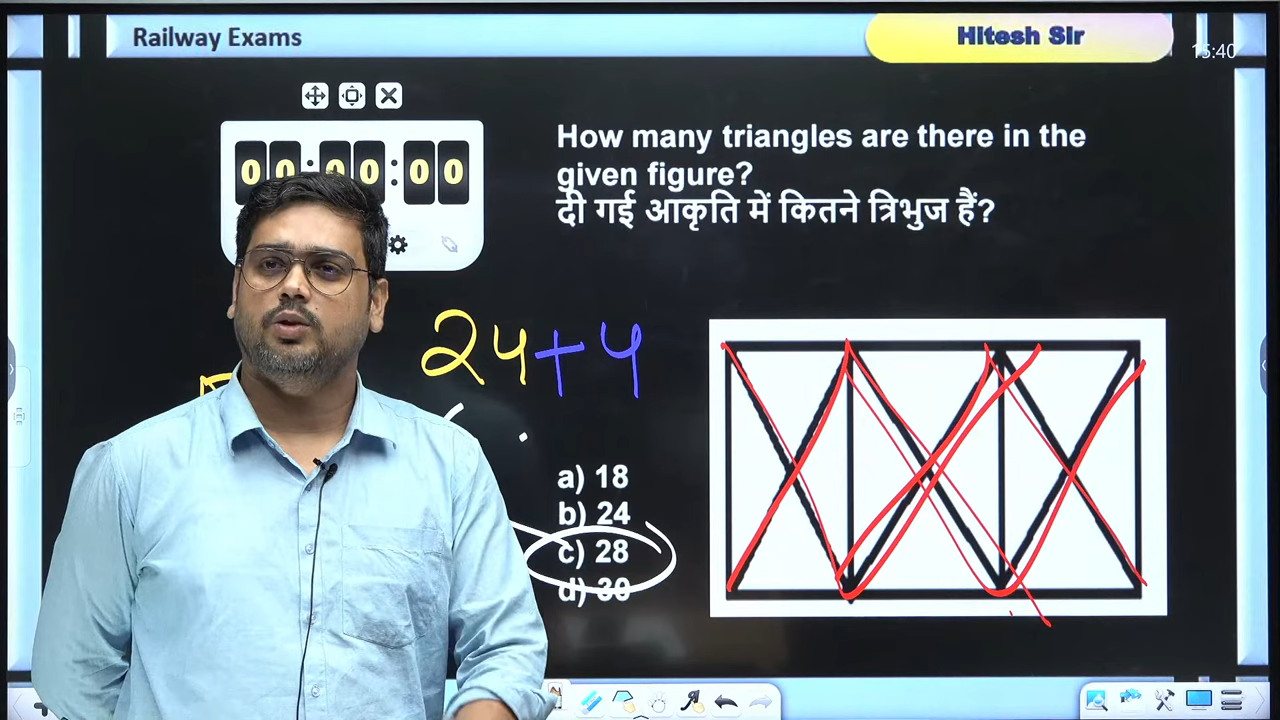 Railway Exams
Hitesh Sir
15:40
00:00:00
How many triangles are there in the
given figure?
दी गई आकृति में कितने त्रिभुज हैं?
24+4
a) 18
b) 24
c) 28
d) 30